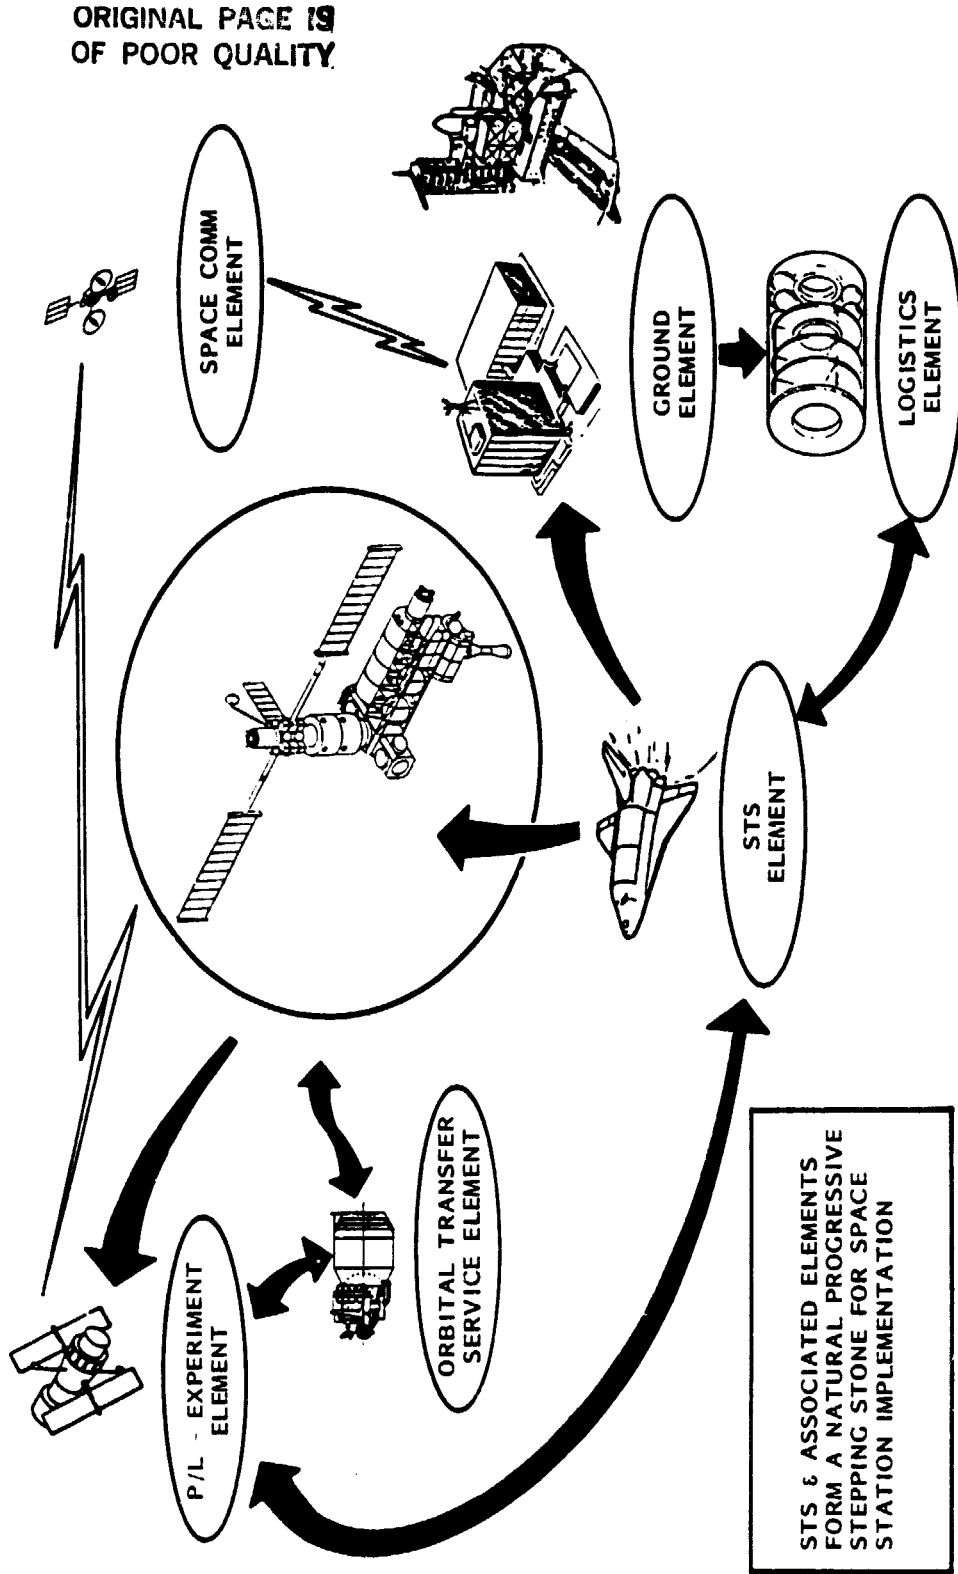 ORIGINAL PAGE IS
OF POOR QUALITY
SPACE COMM
ELEMENT
GROUND
ELEMENT
LOGISTICS
ELEMENT
STS
ELEMENT
P/L - EXPERIMENT
ELEMENT
ORBITAL TRANSFER
SERVICE ELEMENT
STS & ASSOCIATED ELEMENTS
FORM A NATURAL PROGRESSIVE
STEPPING STONE FOR SPACE
STATION IMPLEMENTATION